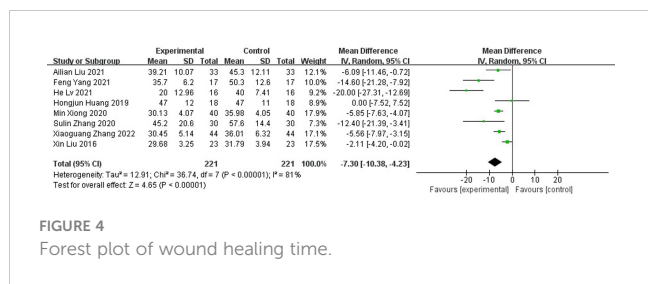 Experimental Control Mean Difference Mean Difference
Study or Subgroup Mean SD Total Mean SD Total Weight IV, Random, 95% CI IV, Random, 95% CI
Ailian Liu 2021 39.21 10.07 33 45.3 12.11 33 12.1% -6.09 [-11.46, -0.72]
Feng Yang 2021 35.7 6.2 17 50.3 12.6 17 10.4% -14.60 [-21.28, -7.92]
He Lv 2021 20 12.96 16 40 7.41 16 9.6% -20.00 [-27.31, -12.69]
Hongjun Huang 2019 47 12 18 47 11 18 9.4% 0.00 [-7.52, 7.52]
Min Xiong 2020 30.13 4.07 40 35.98 4.05 40 17.3% -5.85 [-7.63, -4.07]
Sulin Zhang 2020 45.2 20.6 30 57.6 14.4 30 7.7% -12.40 [-21.39, -3.41]
Xiaoguang Zhang 2022 30.45 5.14 44 36.01 6.32 44 16.6% -5.56 [-7.97, -3.15]
Xin Liu 2016 29.68 3.25 23 31.79 3.94 23 17.0% -2.11 [-4.20, -0.02]
Total (95% CI) 221 221 100.0% -7.30 [-10.38, -4.23]
Heterogeneity: Tau² = 12.91; Chi² = 36.74, df = 7 (P < 0.00001); I² = 81%
Test for overall effect: Z = 4.65 (P < 0.00001)
-20 -10 0 10 20
Favours [experimental] Favours [control]
FIGURE 4
Forest plot of wound healing time.